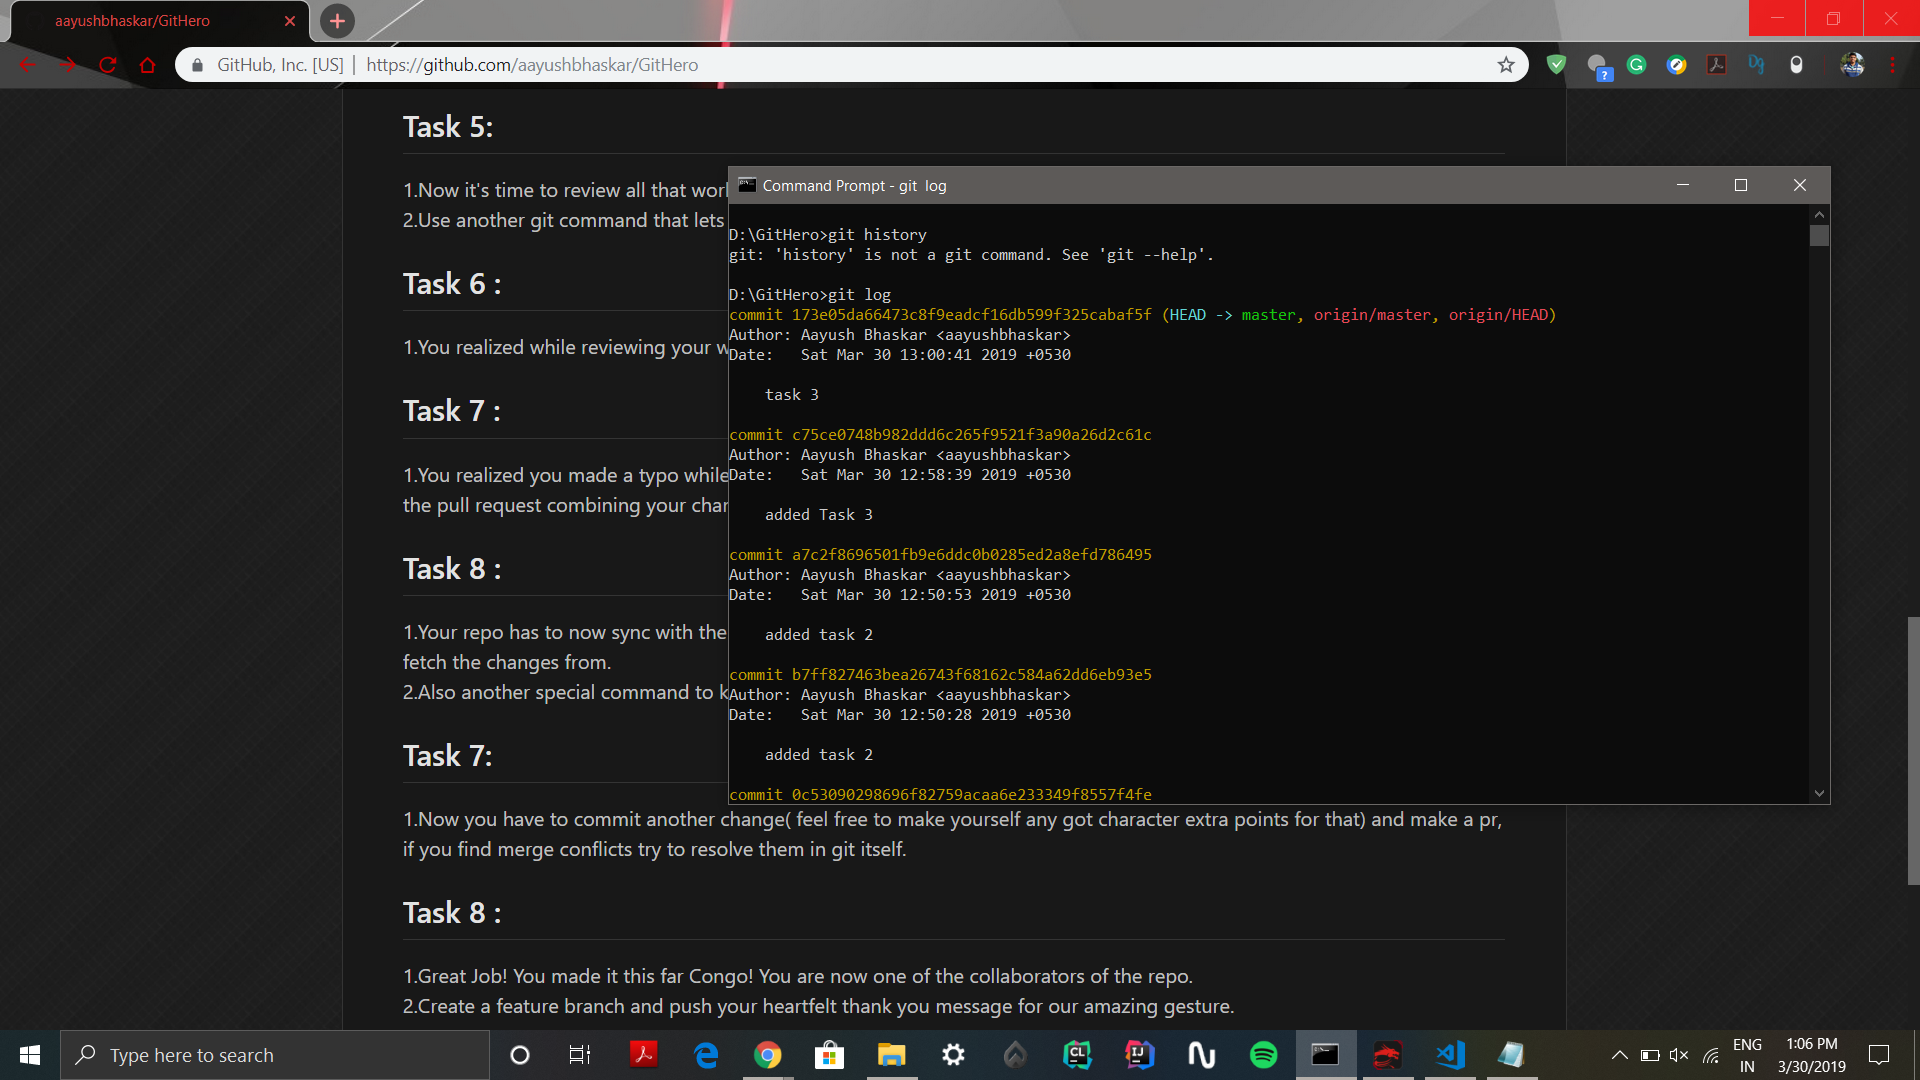 aayushbhaskar/GitHero
GitHub, Inc. [US] | https://github.com/aayushbhaskar/GitHero
Task 5:
1.Now it's time to review all that
2.Use another git command that lets
Task 6 :
1.You realized while reviewing your
Task 7 :
1.You realized you made a typo while
the pull request combining your
Task 8 :
1.Your repo has to now sync with the
fetch the changes from.
2.Also another special command to
Task 7:
1.Now you have to commit another change( feel free to make yourself any got character extra points for that) and make a pr,
if you find merge conflicts try to resolve them in git itself.
Task 8 :
1.Great Job! You made it this far Congo! You are now one of the collaborators of the repo.
2.Create a feature branch and push your heartfelt thank you message for our amazing gesture.
Command Prompt - git  log
D:\GitHero>git history
git: 'history' is not a git command. See 'git --help'.
D:\GitHero>git log
commit 173e05da66473c8f9eadcf16db599f325cabaf5f (HEAD -> master, origin/master, origin/HEAD)
Author: Aayush Bhaskar <aayushbhaskar>
Date:   Sat Mar 30 13:00:41 2019 +0530
task 3
commit c75ce0748b982ddd6c265f9521f3a90a26d2c61c
Author: Aayush Bhaskar <aayushbhaskar>
Date:   Sat Mar 30 12:58:39 2019 +0530
added Task 3
commit a7c2f8696501fb9e6ddc0b0285ed2a8efd786495
Author: Aayush Bhaskar <aayushbhaskar>
Date:   Sat Mar 30 12:50:53 2019 +0530
added task 2
commit b7ff827463bea26743f68162c584a62dd6eb93e5
Author: Aayush Bhaskar <aayushbhaskar>
Date:   Sat Mar 30 12:50:28 2019 +0530
added task 2
commit 0c53090298696f82759acaa6e233349f8557f4fe
Type here to search
ENG
IN
1:06 PM
3/30/2019